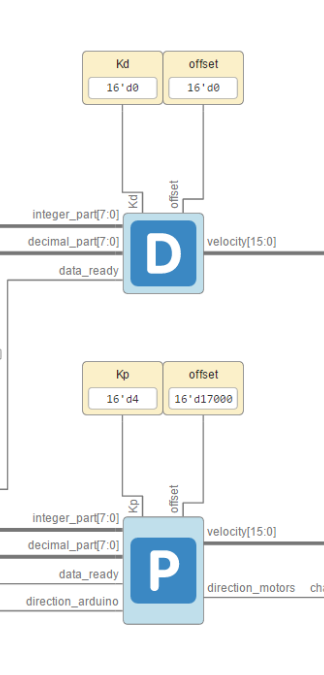 Kd
offset
16'd0
16'd0
Kd
offset
integer_part[7:0]
decimal_part[7:0]
data_ready
D
velocity[15:0]
]
Kp
offset
16'd4
16'd17000
Kp
offset
integer_part[7:0]
decimal_part[7:0]
data_ready
direction_arduino
P
velocity[15:0]
direction_motors